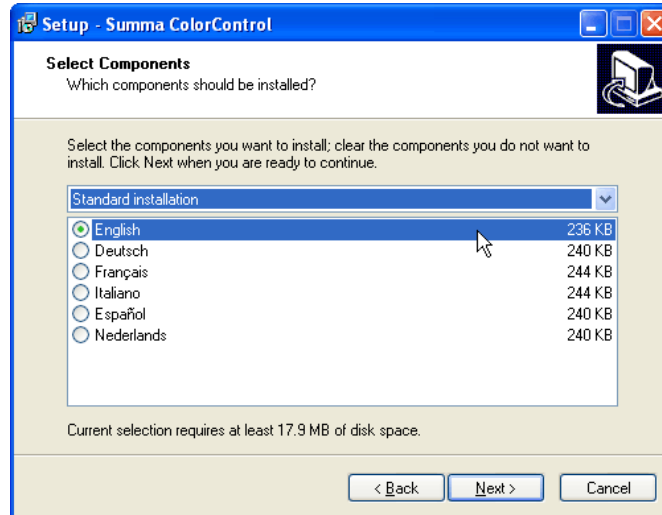 Setup - Summa ColorControl
Select Components
Which components should be installed?
Select the components you want to install; clear the components you do not want to
install. Click Next when you are ready to continue.
Standard installation
English 236 KB
Deutsch 240 KB
Français 244 KB
Italiano 244 KB
Español 240 KB
Nederlands 240 KB
Current selection requires at least 17.9 MB of disk space.
< Back Next > Cancel